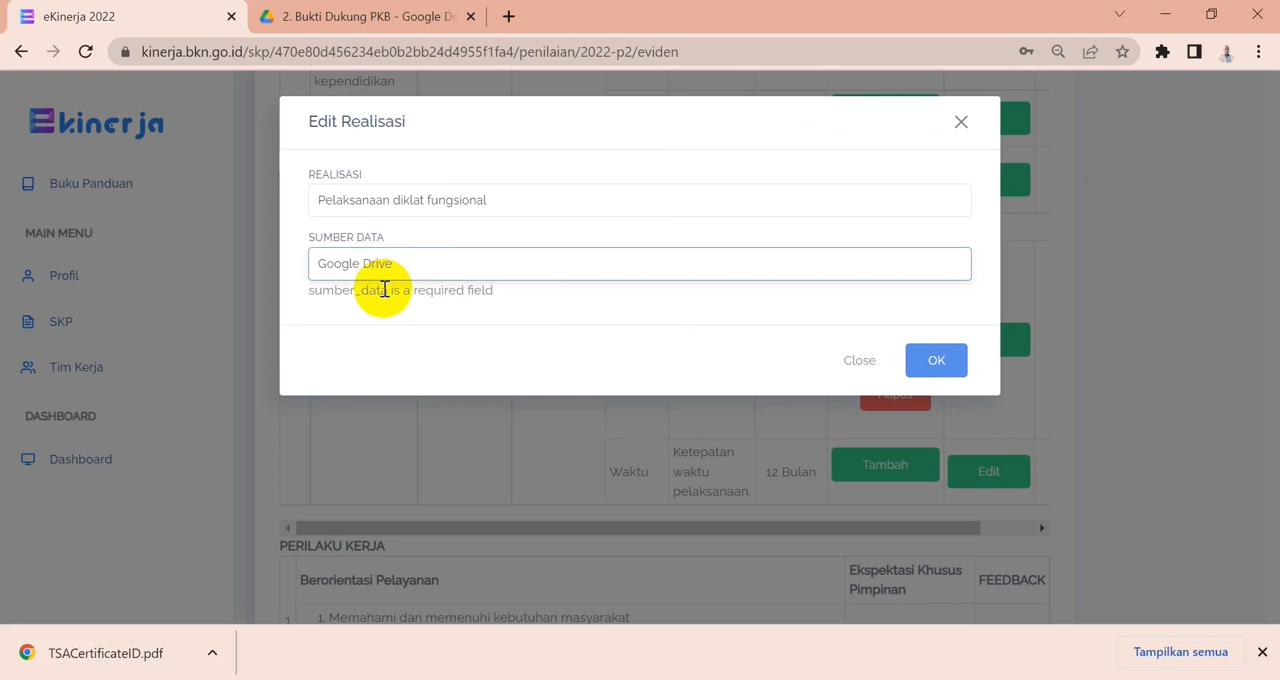 eKinerja 2022
2. Bukti Dukung PKB - Google Dr
kinerja.bkn.go.id/skp/470e80d456234eb0b2bb24d4955f1fa4/penilaian/2022-p2/eviden
Ekinerja
Buku Panduan
MAIN MENU
Profil
SKP
Tim Kerja
DASHBOARD
Dashboard
kependidikan
Edit Realisasi
REALISASI
Pelaksanaan diklat fungsional
SUMBER DATA
Google Drive
sumber_data is a required field
Close
OK
Hapus
Waktu
Ketepatan
waktu
pelaksanaan.
12 Bulan
Tambah
Edit
PERILAKU KERJA
Berorientasi Pelayanan
Ekspektasi Khusus
Pimpinan
FEEDBACK
1
1. Memahami dan memenuhi kebutuhan masyarakat
TSACertificateID.pdf
Tampilkan semua